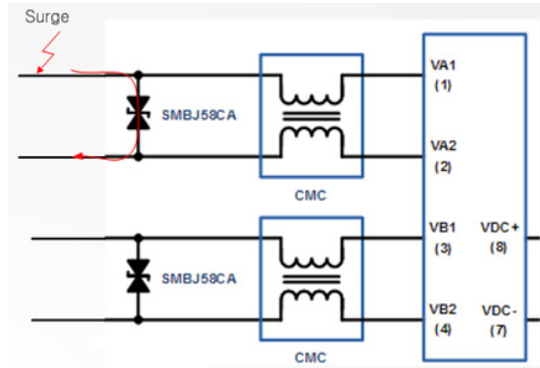 Surge
SMBJ58CA
CMC
VA1
(1)
VA2
(2)
SMBJ58CA
CMC
VB1
(3)
VDC+
(8)
VB2
(4)
VDC-
(7)